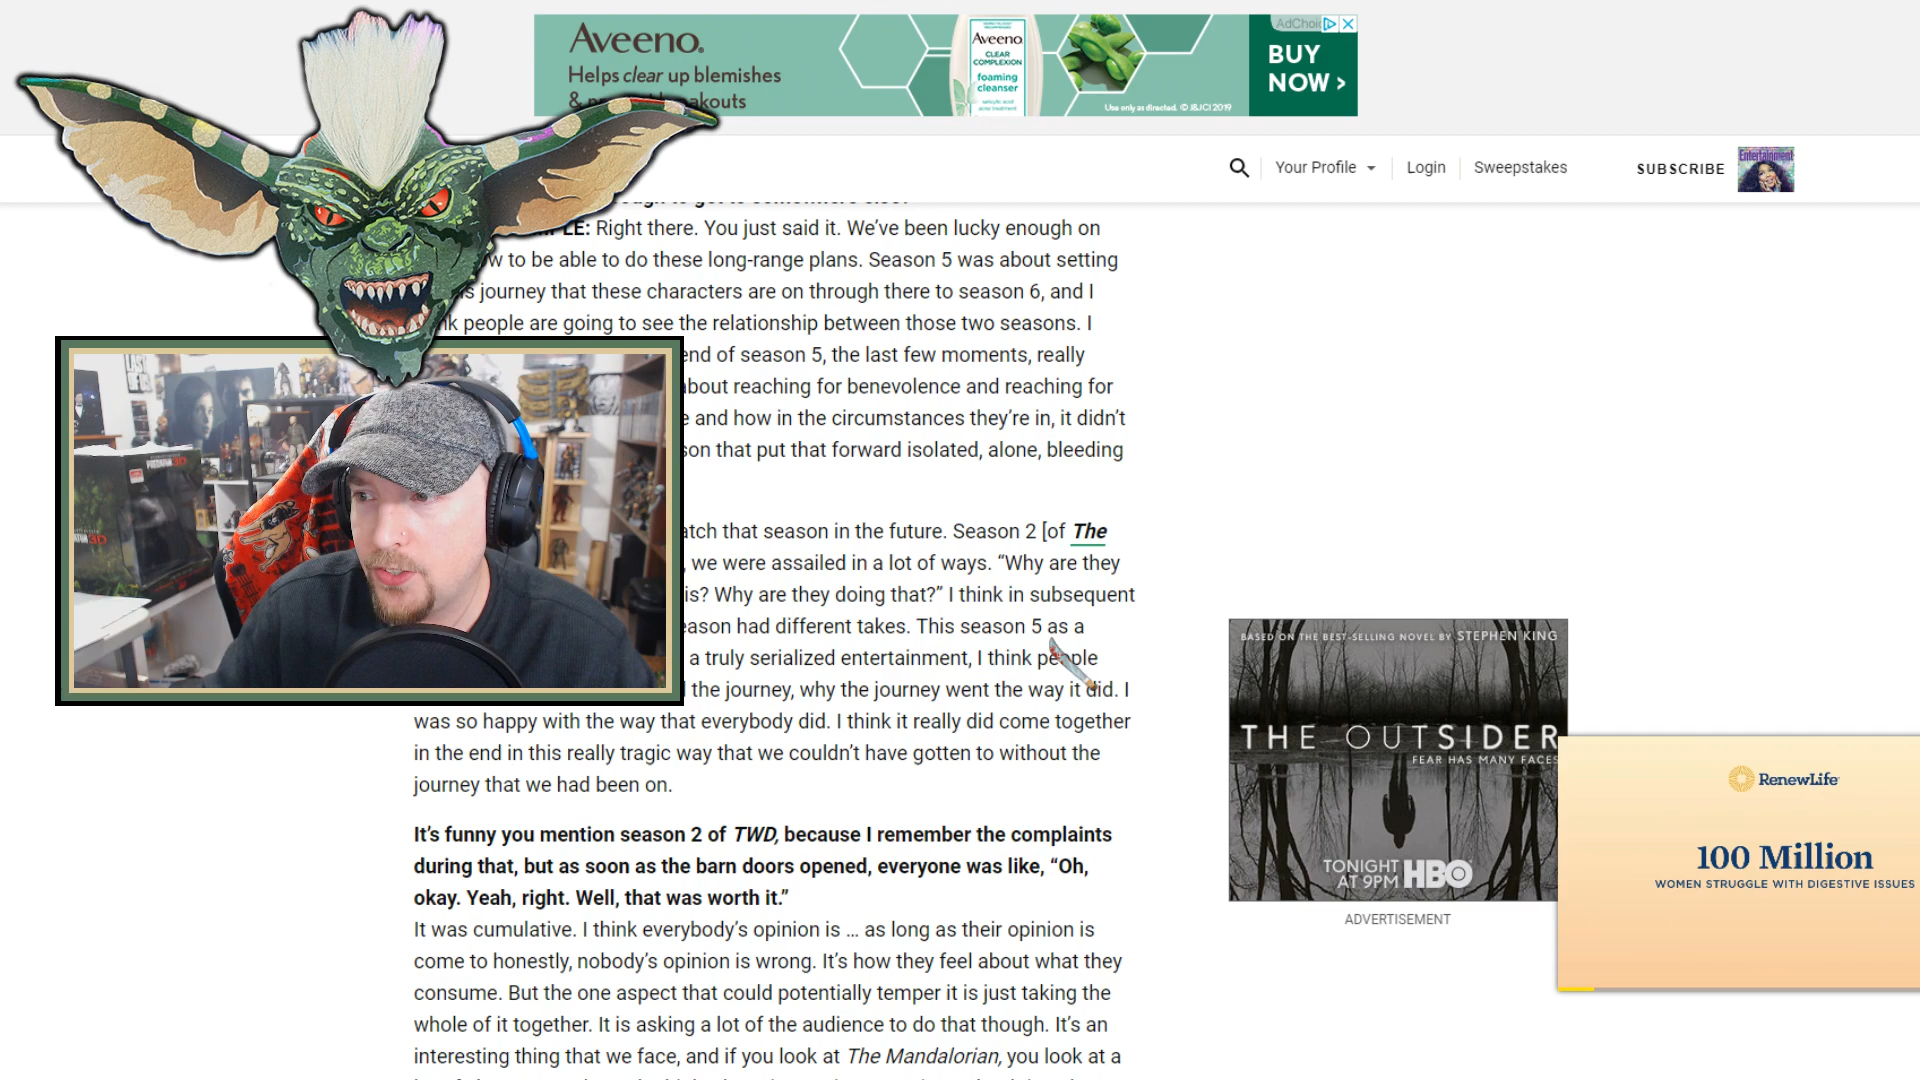 Aveeno.
Helps clear up blemishes
Aveeno
CLEAR
COMPLEXION
foaming
cleanser
Use only as directed. © J&JCI 2019
BUY
NOW >
Your Profile
Login
Sweepstakes
SUBSCRIBE
Entertainment
Right there. You just said it. We’ve been lucky enough on
to be able to do these long-range plans. Season 5 was about setting
journey that these characters are on through there to season 6, and I
people are going to see the relationship between those two seasons. I
end of season 5, the last few moments, really
about reaching for benevolence and reaching for
and how in the circumstances they’re in, it didn’t
that put that forward isolated, alone, bleeding
that season in the future. Season 2 [of The
we were assailed in a lot of ways. “Why are they
Why are they doing that?” I think in subsequent
had different takes. This season 5 as a
a truly serialized entertainment, I think people
the journey, why the journey went the way it did. I
was so happy with the way that everybody did. I think it really did come together
in the end in this really tragic way that we couldn’t have gotten to without the
journey that we had been on.
It’s funny you mention season 2 of TWD, because I remember the complaints
during that, but as soon as the barn doors opened, everyone was like, “Oh,
okay. Yeah, right. Well, that was worth it.”
It was cumulative. I think everybody’s opinion is … as long as their opinion is
come to honestly, nobody’s opinion is wrong. It’s how they feel about what they
consume. But the one aspect that could potentially temper it is just taking the
whole of it together. It is asking a lot of the audience to do that though. It’s an
interesting thing that we face, and if you look at The Mandalorian, you look at a
BASED ON THE BEST-SELLING NOVEL BY STEPHEN KING
THE OUTSIDER
FEAR HAS MANY FACES
TONIGHT
AT 9PM HBO
ADVERTISEMENT
RenewLife
100 Million
WOMEN STRUGGLE WITH DIGESTIVE ISSUES